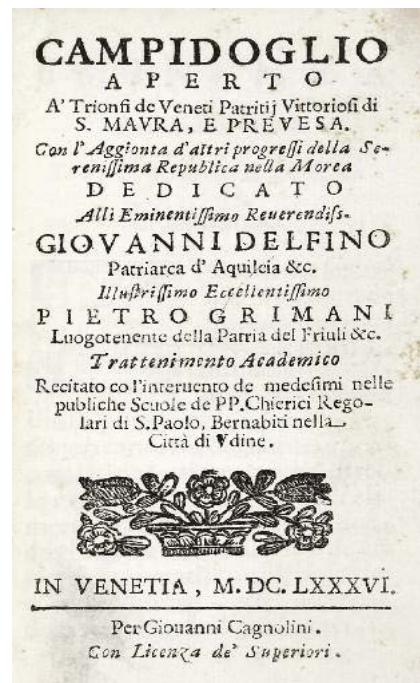 CAMPIDOGLIO
APERTO
A' Trionfi de Veneti Patritij Vittoriosi di
S. MAVRA, E PREVESA.
Con l'Aggionta d'altri progressi della Se-
renissima Republica nella Morea
DEDICATO
Alli Eminentissimo Reuerendiss.
GIOVANNI DELFINO
Patriarca d' Aquileia &c.
Illustrissimo Eccellentissimo
PIETRO GRIMANI
Luogotenente della Patria del Friuli &c.
Trattenimento Academico
Recitato co l'interuento de medesimi nelle
publiche Scuole de PP. Chierici Rego-
lari di S. Paolo, Bernabiti nella
Città di Vdine.
IN VENETIA, M. DC. LXXXVI.
Per Giouanni Cagnolini.
Con Licenza de' Superiori.